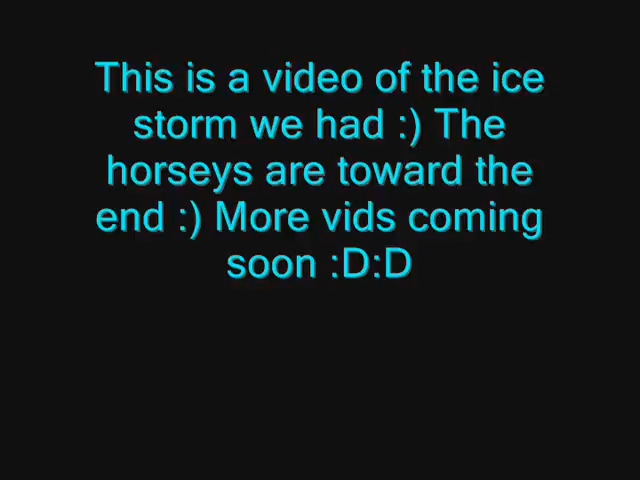 This is a video of the ice
storm we had :) The
horseys are toward the
end :) More vids coming
soon :D:D